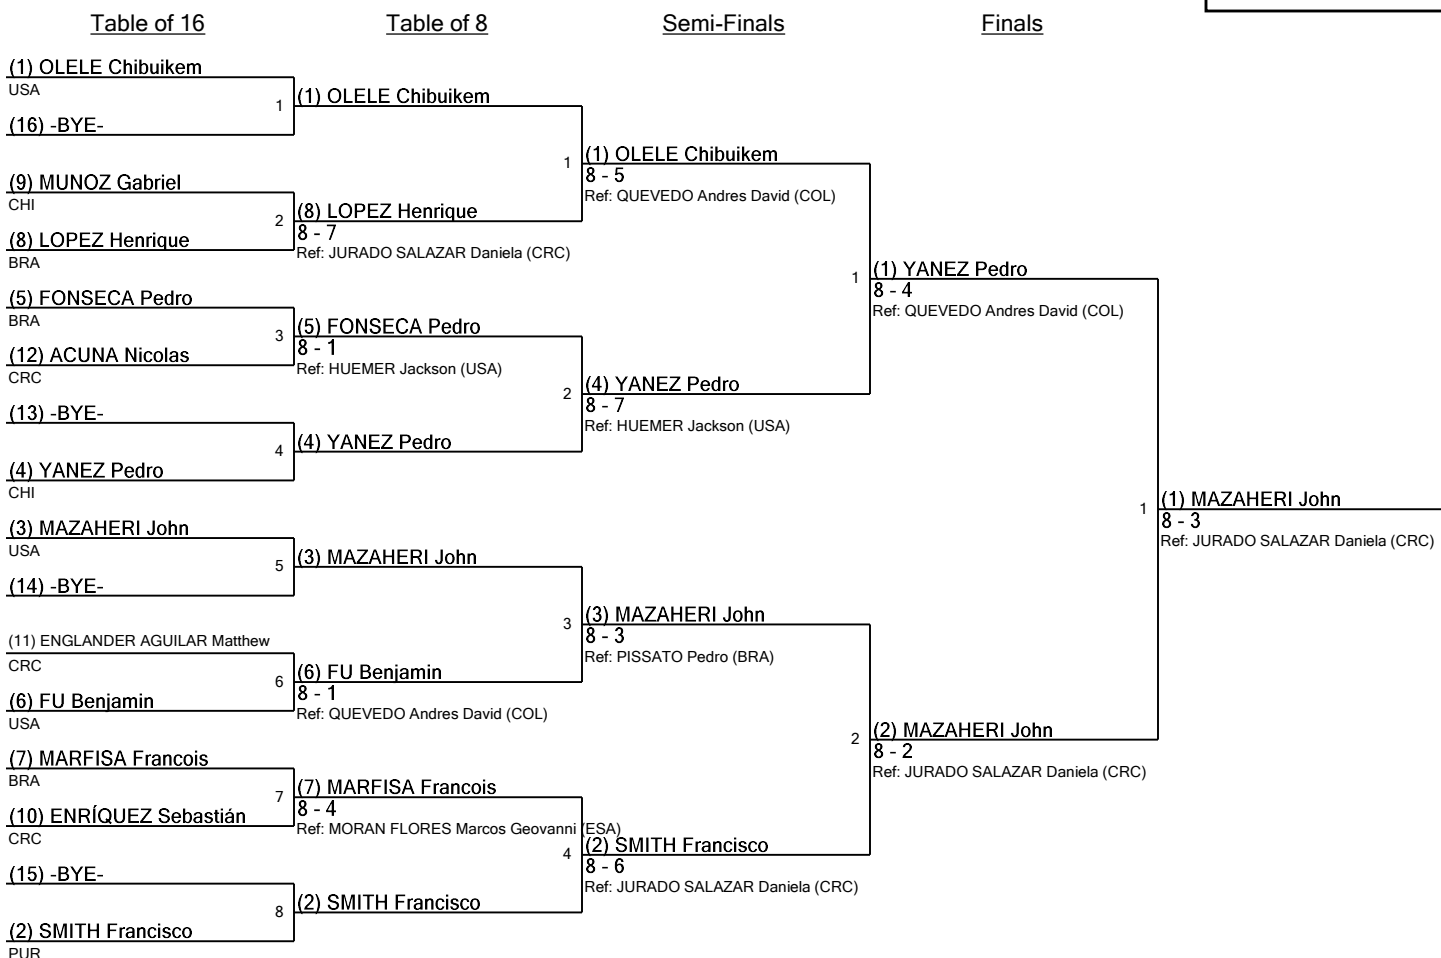 Table of 16
Table of 8
Semi-Finals
Finals
(1) OLELE Chibuikem
USA
1
(16) -BYE-
(9) MUNOZ Gabriel
CHI
2
(8) LOPEZ Henrique
BRA
(5) FONSECA Pedro
BRA
3
(12) ACUNA Nicolas
CRC
(13) -BYE-
4
(4) YANEZ Pedro
CHI
(3) MAZAHERI John
USA
5
(14) -BYE-
(11) ENGLANDER AGUILAR Matthew
CRC
6
(6) FU Benjamin
USA
(7) MARFISA Francois
BRA
7
(10) ENRÍQUEZ Sebastián
CRC
(15) -BYE-
8
(2) SMITH Francisco
PUR
(1) OLELE Chibuikem
1
(8) LOPEZ Henrique
8 - 7
Ref: JURADO SALAZAR Daniela (CRC)
(5) FONSECA Pedro
8 - 1
Ref: HUEMER Jackson (USA)
2
(4) YANEZ Pedro
(3) MAZAHERI John
3
(6) FU Benjamin
8 - 1
Ref: QUEVEDO Andres David (COL)
(7) MARFISA Francois
8 - 4
Ref: MORAN FLORES Marcos Geovanni (ESA)
4
(2) SMITH Francisco
(1) OLELE Chibuikem
8 - 5
Ref: QUEVEDO Andres David (COL)
1
(4) YANEZ Pedro
8 - 7
Ref: HUEMER Jackson (USA)
(3) MAZAHERI John
8 - 3
Ref: PISSATO Pedro (BRA)
2
(2) SMITH Francisco
8 - 6
Ref: JURADO SALAZAR Daniela (CRC)
(1) YANEZ Pedro
8 - 4
Ref: QUEVEDO Andres David (COL)
1
(2) MAZAHERI John
8 - 2
Ref: JURADO SALAZAR Daniela (CRC)
(1) MAZAHERI John
8 - 3
Ref: JURADO SALAZAR Daniela (CRC)